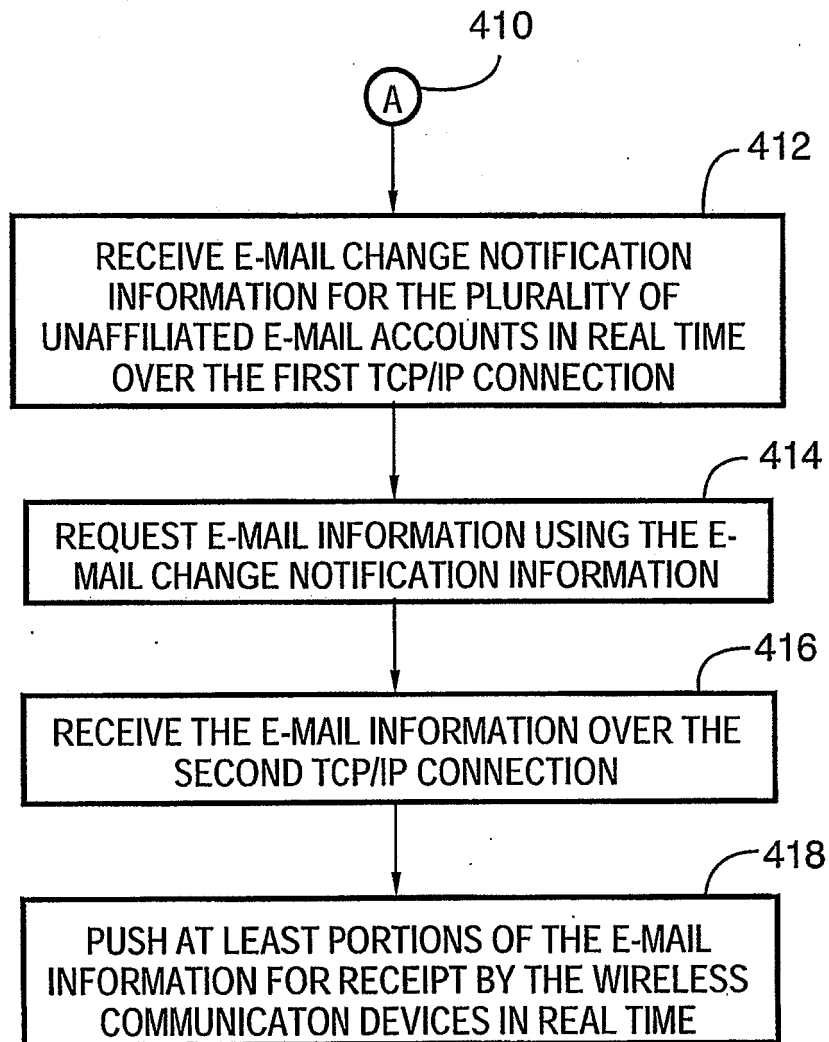 410
A
412
RECEIVE E-MAIL CHANGE NOTIFICATION
INFORMATION FOR THE PLURALITY OF
UNAFFILIATED E-MAIL ACCOUNTS IN REAL TIME
OVER THE FIRST TCP/IP CONNECTION
414
REQUEST E-MAIL INFORMATION USING THE E-
MAIL CHANGE NOTIFICATION INFORMATION
416
RECEIVE THE E-MAIL INFORMATION OVER THE
SECOND TCP/IP CONNECTION
418
PUSH AT LEAST PORTIONS OF THE E-MAIL
INFORMATION FOR RECEIPT BY THE WIRELESS
COMMUNICATON DEVICES IN REAL TIME